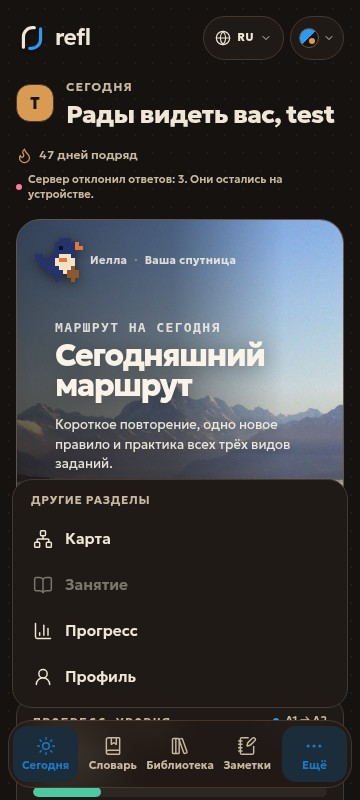 refl
RU
СЕГОДНЯ
T
Рады видеть вас, test
47 дней подряд
Сервер отклонил ответов: 3. Они остались на
устройстве.
Иелла · Ваша спутница
МАРШРУТ НА СЕГОДНЯ
Сегодняшний
маршрут
Короткое повторение, одно новое
правило и практика всех трёх видов
заданий.
ДРУГИЕ РАЗДЕЛЫ
Карта
Занятие
Прогресс
Профиль
Сегодня
Словарь
Библиотека
Заметки
Ещё